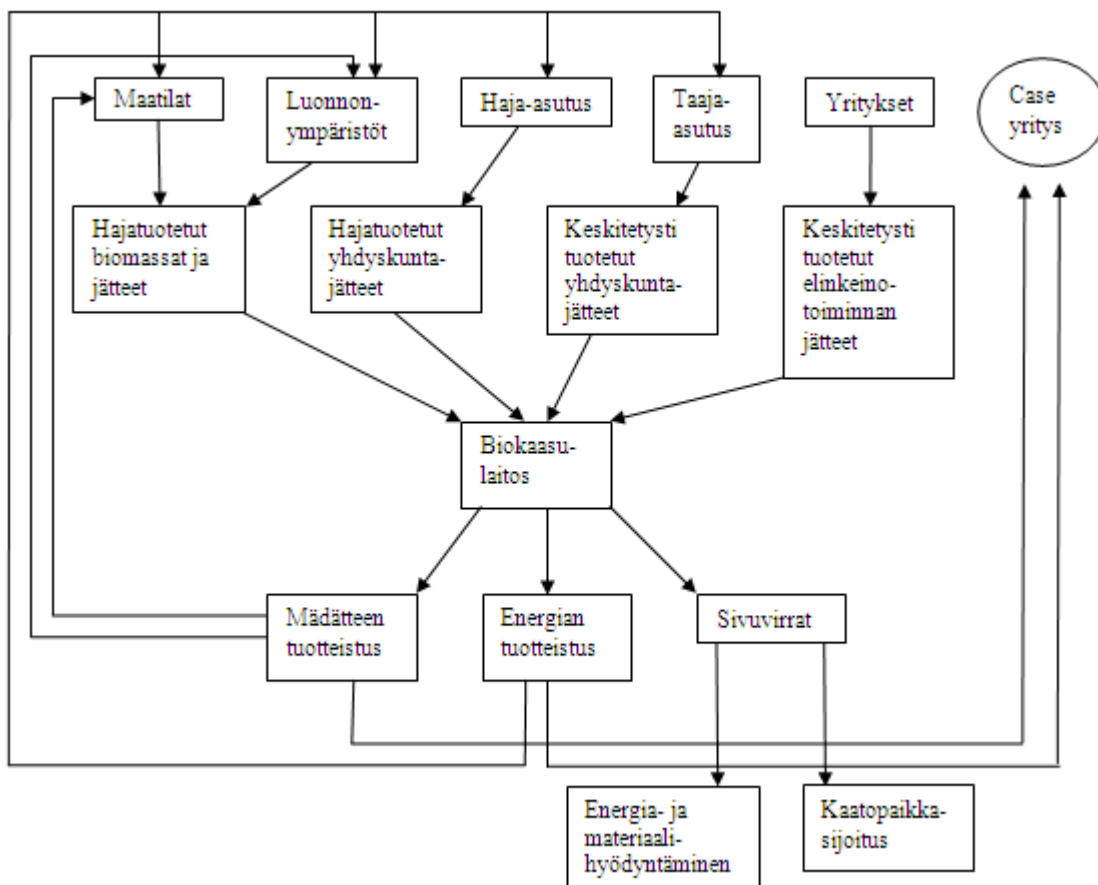 Maatilat
Luonnon-
ympäristöt
Haja-asutus
Taaja-
asutus
Yritykset
Case
yritys
Hajatuotetut
biomassat ja
jätteet
Hajatuotetut
yhdyskunta-
jätteet
Keskitetysti
tuotetut
yhdyskunta-
jätteet
Keskitetysti
tuotetut
elinkeino-
toiminnan
jätteet
Biokaasu-
laitos
Mädätteen
tuotteistus
Energian
tuotteistus
Sivuvirrat
Energia- ja
materiaali-
hyödyntäminen
Kaatopaikka-
sijoitus